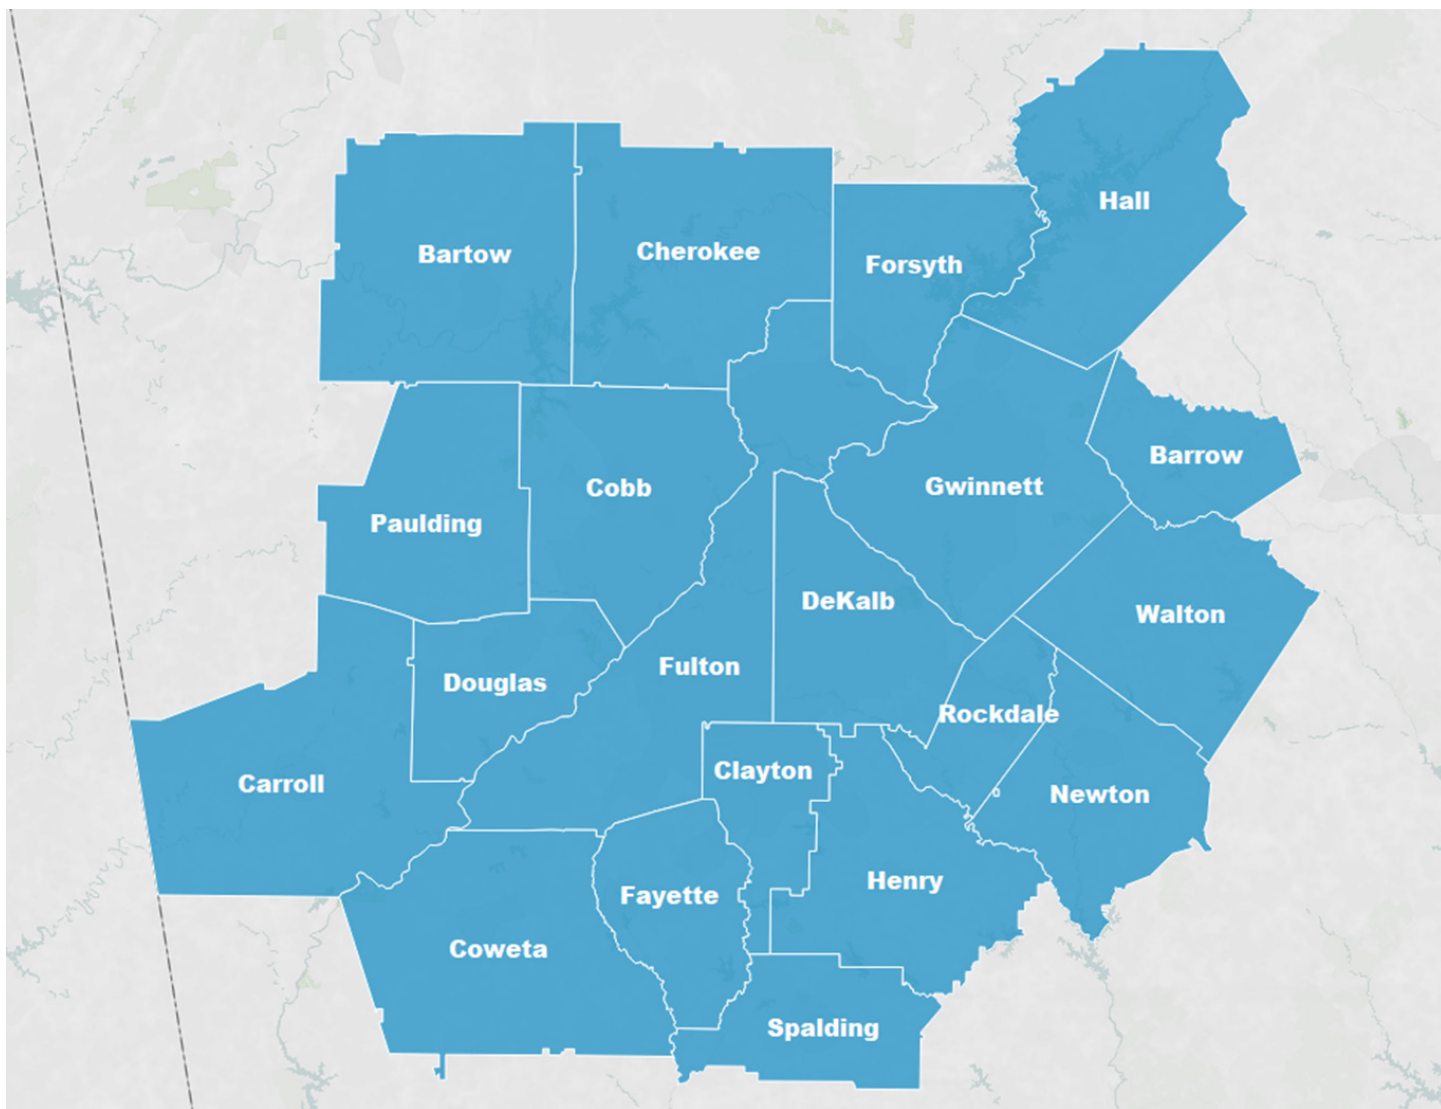 Hall
Bartow
Cherokee
Forsyth
Barrow
Cobb
Gwinnett
Paulding
DeKalb
Walton
Fulton
Douglas
Rockdale
Clayton
Carroll
Newton
Henry
Fayette
Coweta
Spalding